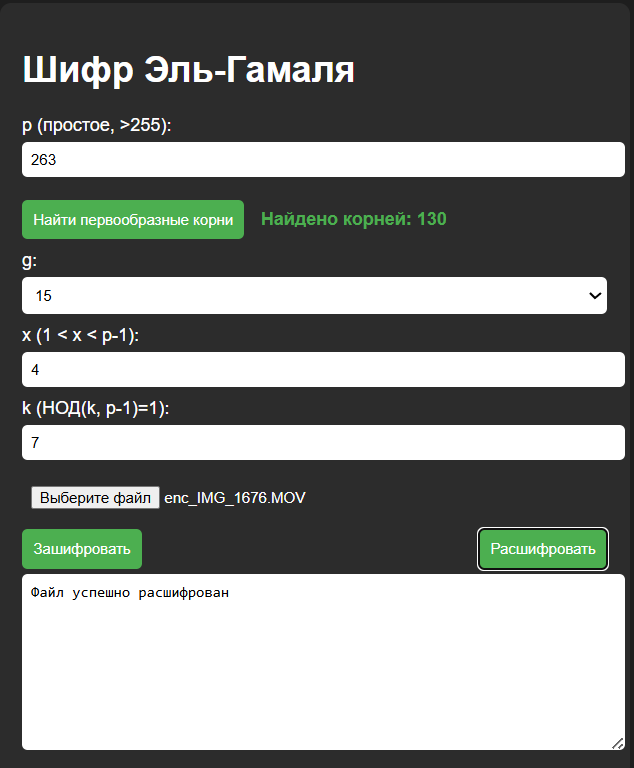 Шифр Эль-Гамаля
p (простое, >255):
263
Найти первообразные корни Найдено корней: 130
g:
15
x (1 < x < p-1):
4
k (НОД(k, p-1)=1):
7
Выберите файл enc_IMG_1676.MOV
Зашифровать Расшифровать
Файл успешно расшифрован